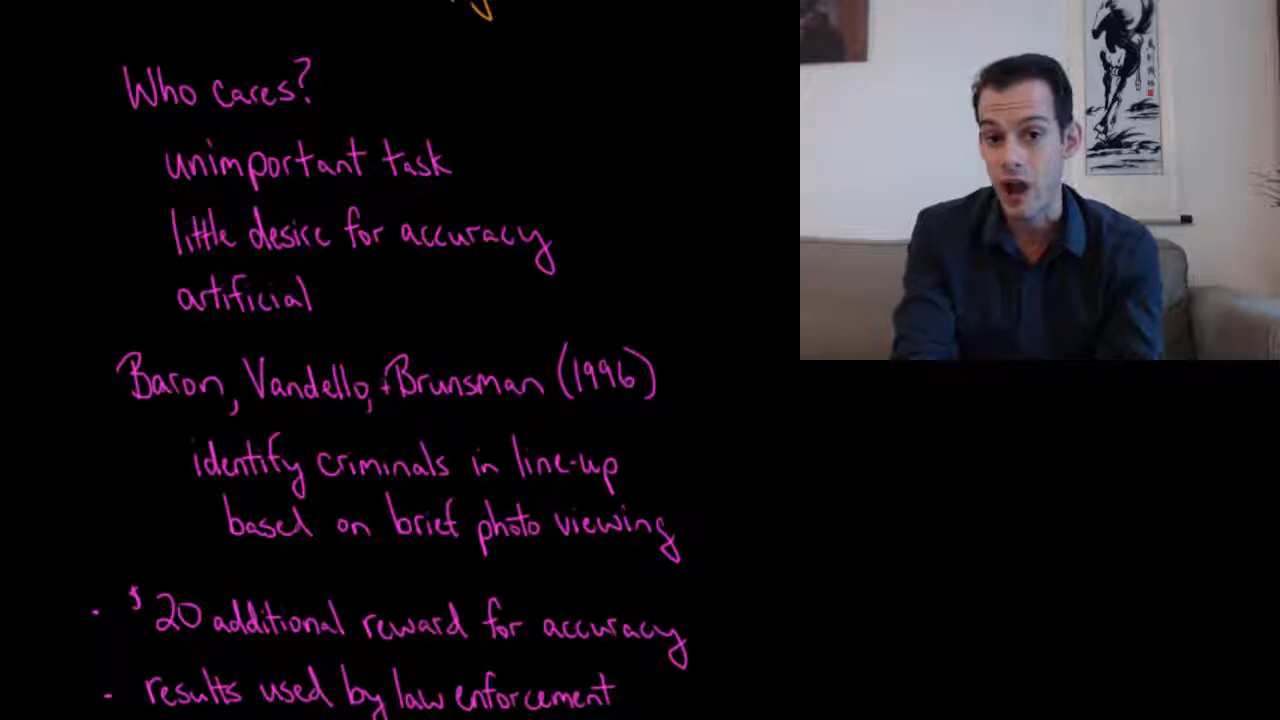 Who cares?
unimportant task
little desire for accuracy
artificial
Baron, Vandello, + Brunsman (1996)
identify criminals in line-up
based on brief photo viewing
· $20 additional reward for accuracy
· results used by law enforcement